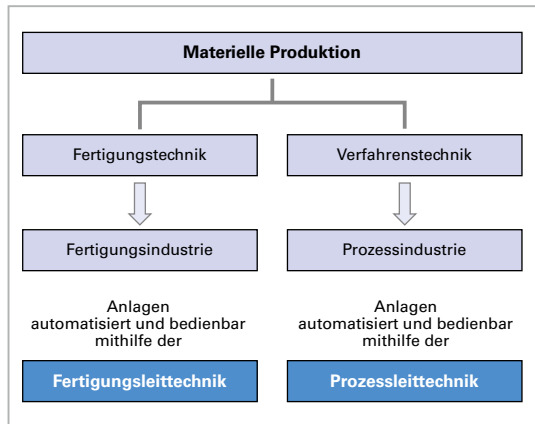 Materielle Produktion
Fertigungstechnik
Verfahrenstechnik
Fertigungsindustrie
Prozessindustrie
Anlagen
automatisiert und bedienbar
mithilfe der
Anlagen
automatisiert und bedienbar
mithilfe der
Fertigungsleittechnik
Prozessleittechnik